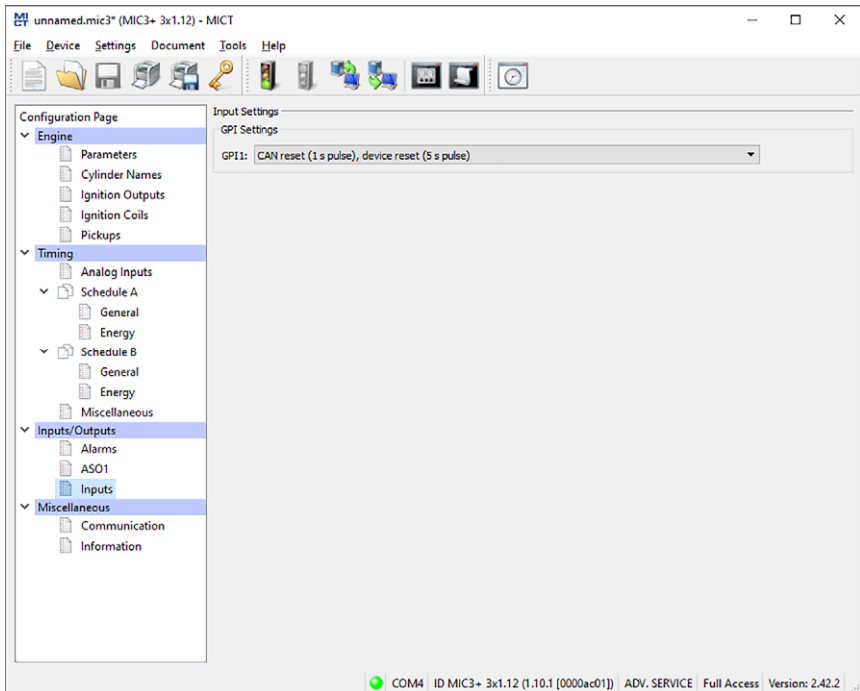 MICT unnamed.mic3* (MIC3+ 3x1.12) - MICT
File Device Settings Document Tools Help
Configuration Page
Engine
Parameters
Cylinder Names
Ignition Outputs
Ignition Coils
Pickups
Timing
Analog Inputs
Schedule A
General
Energy
Schedule B
General
Energy
Miscellaneous
Inputs/Outputs
Alarms
ASO1
Inputs
Miscellaneous
Communication
Information
Input Settings
GPI Settings
GPI1: CAN reset (1 s pulse), device reset (5 s pulse)
COM4 ID MIC3+ 3x1.12 (1.10.1 [0000ac01]) ADV. SERVICE Full Access Version: 2.42.2